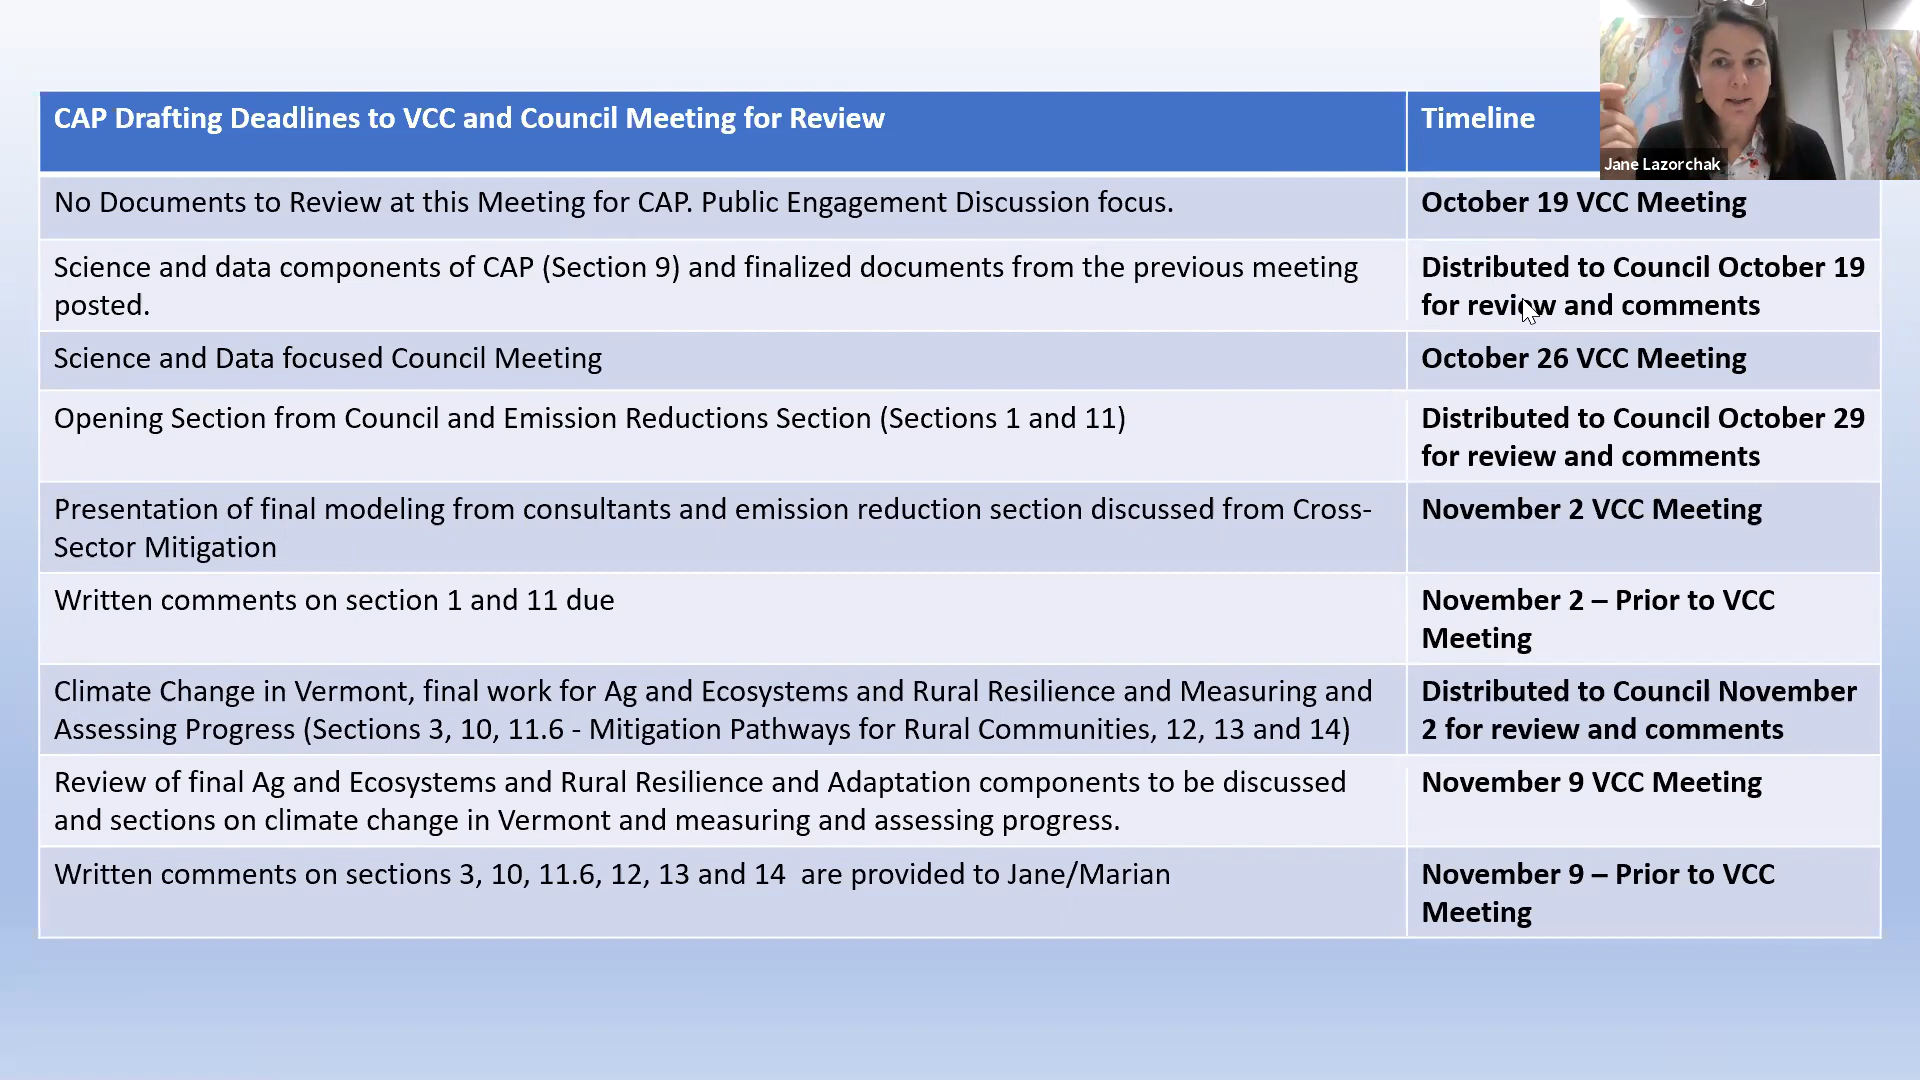 CAP Drafting Deadlines to VCC and Council Meeting for Review
Timeline
Jane Lazorchak
No Documents to Review at this Meeting for CAP. Public Engagement Discussion focus.
October 19 VCC Meeting
Science and data components of CAP (Section 9) and finalized documents from the previous meeting
posted.
Distributed to Council October 19
for review and comments
Science and Data focused Council Meeting
October 26 VCC Meeting
Opening Section from Council and Emission Reductions Section (Sections 1 and 11)
Distributed to Council October 29
for review and comments
Presentation of final modeling from consultants and emission reduction section discussed from Cross-
Sector Mitigation
November 2 VCC Meeting
Written comments on section 1 and 11 due
November 2 – Prior to VCC
Meeting
Climate Change in Vermont, final work for Ag and Ecosystems and Rural Resilience and Measuring and
Assessing Progress (Sections 3, 10, 11.6 - Mitigation Pathways for Rural Communities, 12, 13 and 14)
Distributed to Council November
2 for review and comments
Review of final Ag and Ecosystems and Rural Resilience and Adaptation components to be discussed
and sections on climate change in Vermont and measuring and assessing progress.
November 9 VCC Meeting
Written comments on sections 3, 10, 11.6, 12, 13 and 14  are provided to Jane/Marian
November 9 – Prior to VCC
Meeting